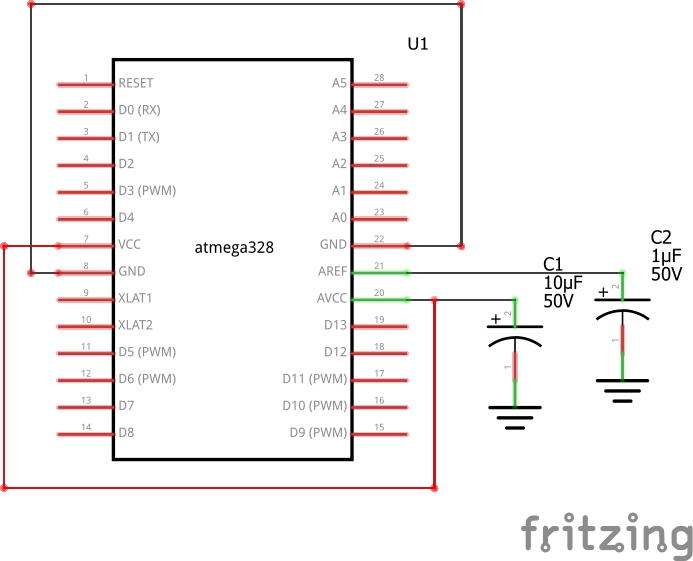 U1
1 RESET A5 28
2 D0 (RX) A4 27
3 D1 (TX) A3 26
4 D2 A2 25
5 D3 (PWM) A1 24
6 D4 A0 23
7 VCC atmega328 GND 22
8 GND AREF 21
9 XLAT1 AVCC 20
10 XLAT2 D13 19
11 D5 (PWM) D12 18
12 D6 (PWM) D11 (PWM) 17
13 D7 D10 (PWM) 16
14 D8 D9 (PWM) 15
C1
10µF
50V
+
2
1
C2
1µF
50V
+
2
1
fritzing